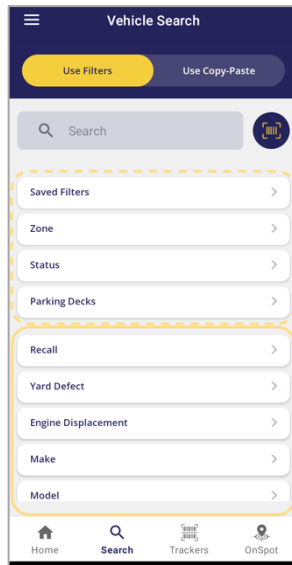 Vehicle Search
Use Filters Use Copy-Paste
Search
Saved Filters
Zone
Status
Parking Decks
Recall
Yard Defect
Engine Displacement
Make
Model
Home Search Trackers OnSpot